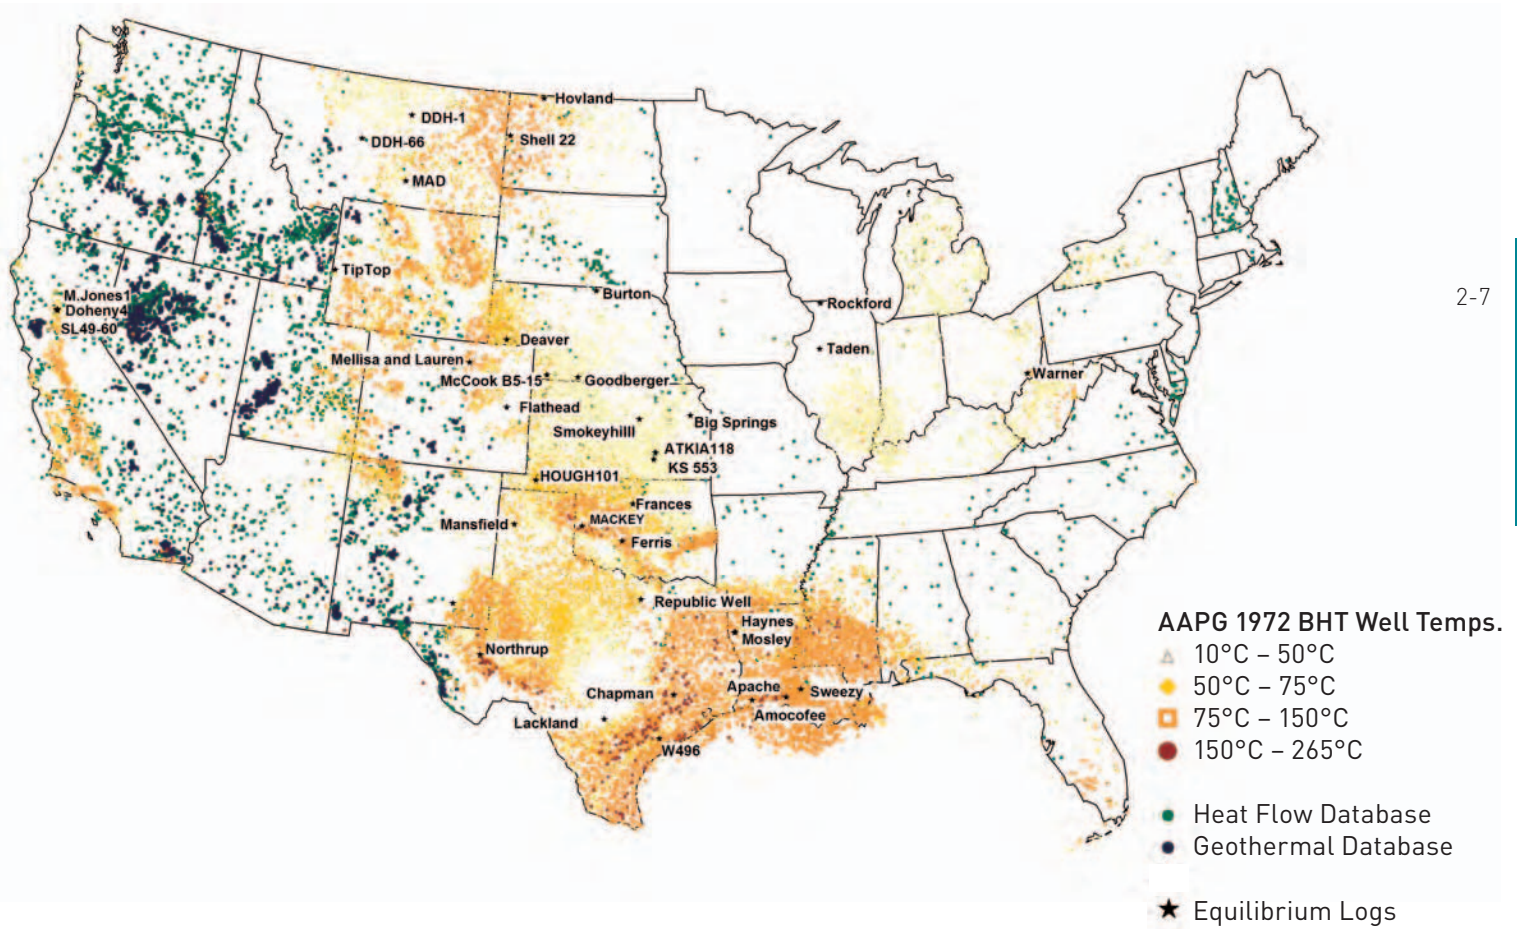 Hovland
DDH-1
DDH-66
Shell 22
MAD
TipTop
M.Jones1
Doheny4
SL49-60
Burton
Rockford
Deaver
Taden
Mellisa and Lauren
McCook B5-15
Goodberger
Warner
Flathead
Smokeyhilll
Big Springs
ATKIA118
KS 553
HOUGH101
Frances
Mansfield
MACKEY
Ferris
Republic Well
Haynes
Mosley
Northrup
Chapman
Apache
Sweezy
Lackland
Amocofee
W496
2-7
AAPG 1972 BHT Well Temps.
10°C – 50°C
50°C – 75°C
75°C – 150°C
150°C – 265°C
Heat Flow Database
Geothermal Database
Equilibrium Logs